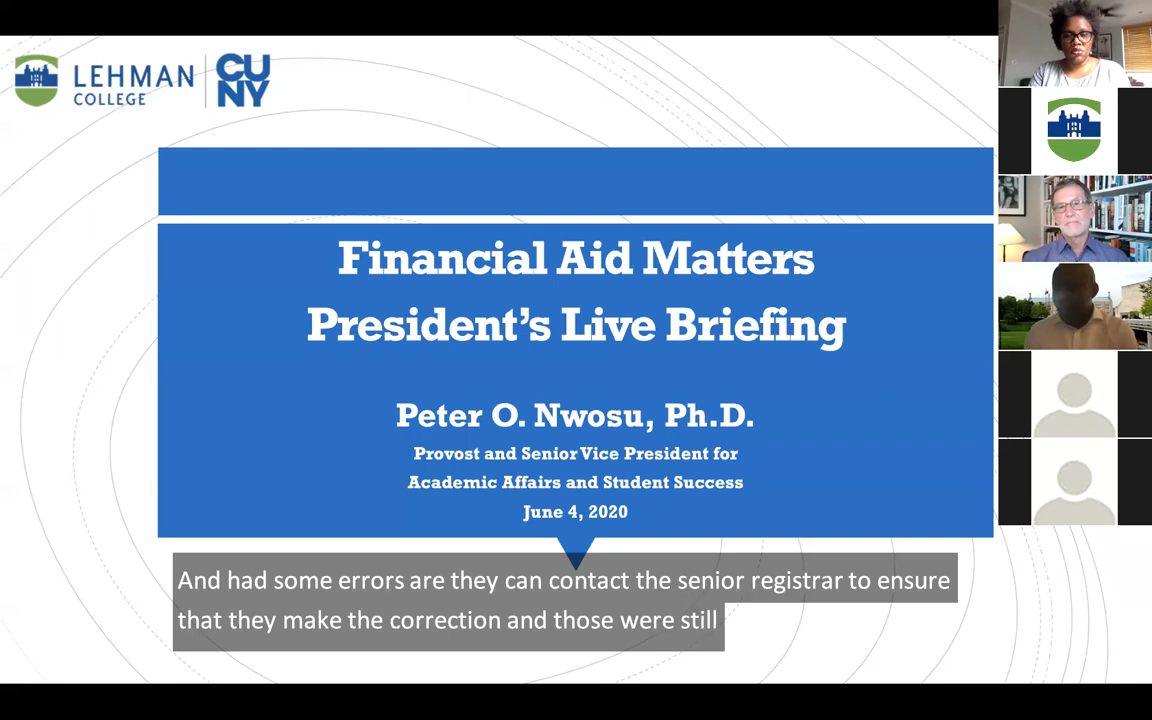 LEHMAN
COLLEGE
CU
NY
Financial Aid Matters
President's Live Briefing
Peter O. Nwosu, Ph.D.
Provost and Senior Vice President for
Academic Affairs and Student Success
June 4, 2020
And had some errors are they can contact the senior registrar to ensure
that they make the correction and those were still